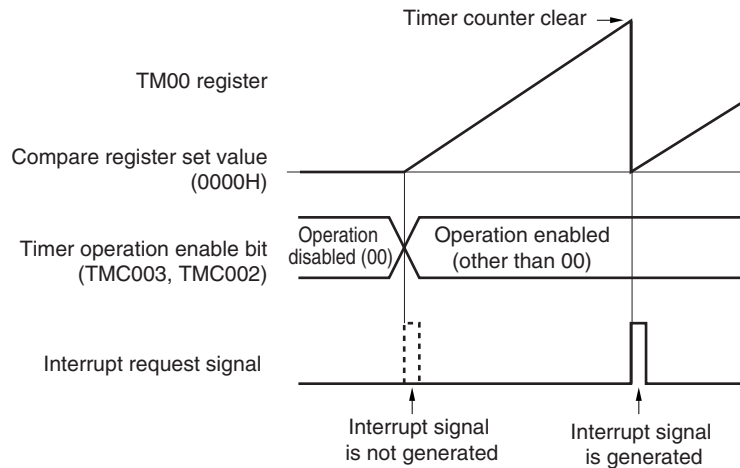 Timer counter clear
TM00 register
Compare register set value
(0000H)
Timer operation enable bit
(TMC003, TMC002)
Operation
disabled (00)
Operation enabled
(other than 00)
Interrupt request signal
Interrupt signal
is not generated
Interrupt signal
is generated